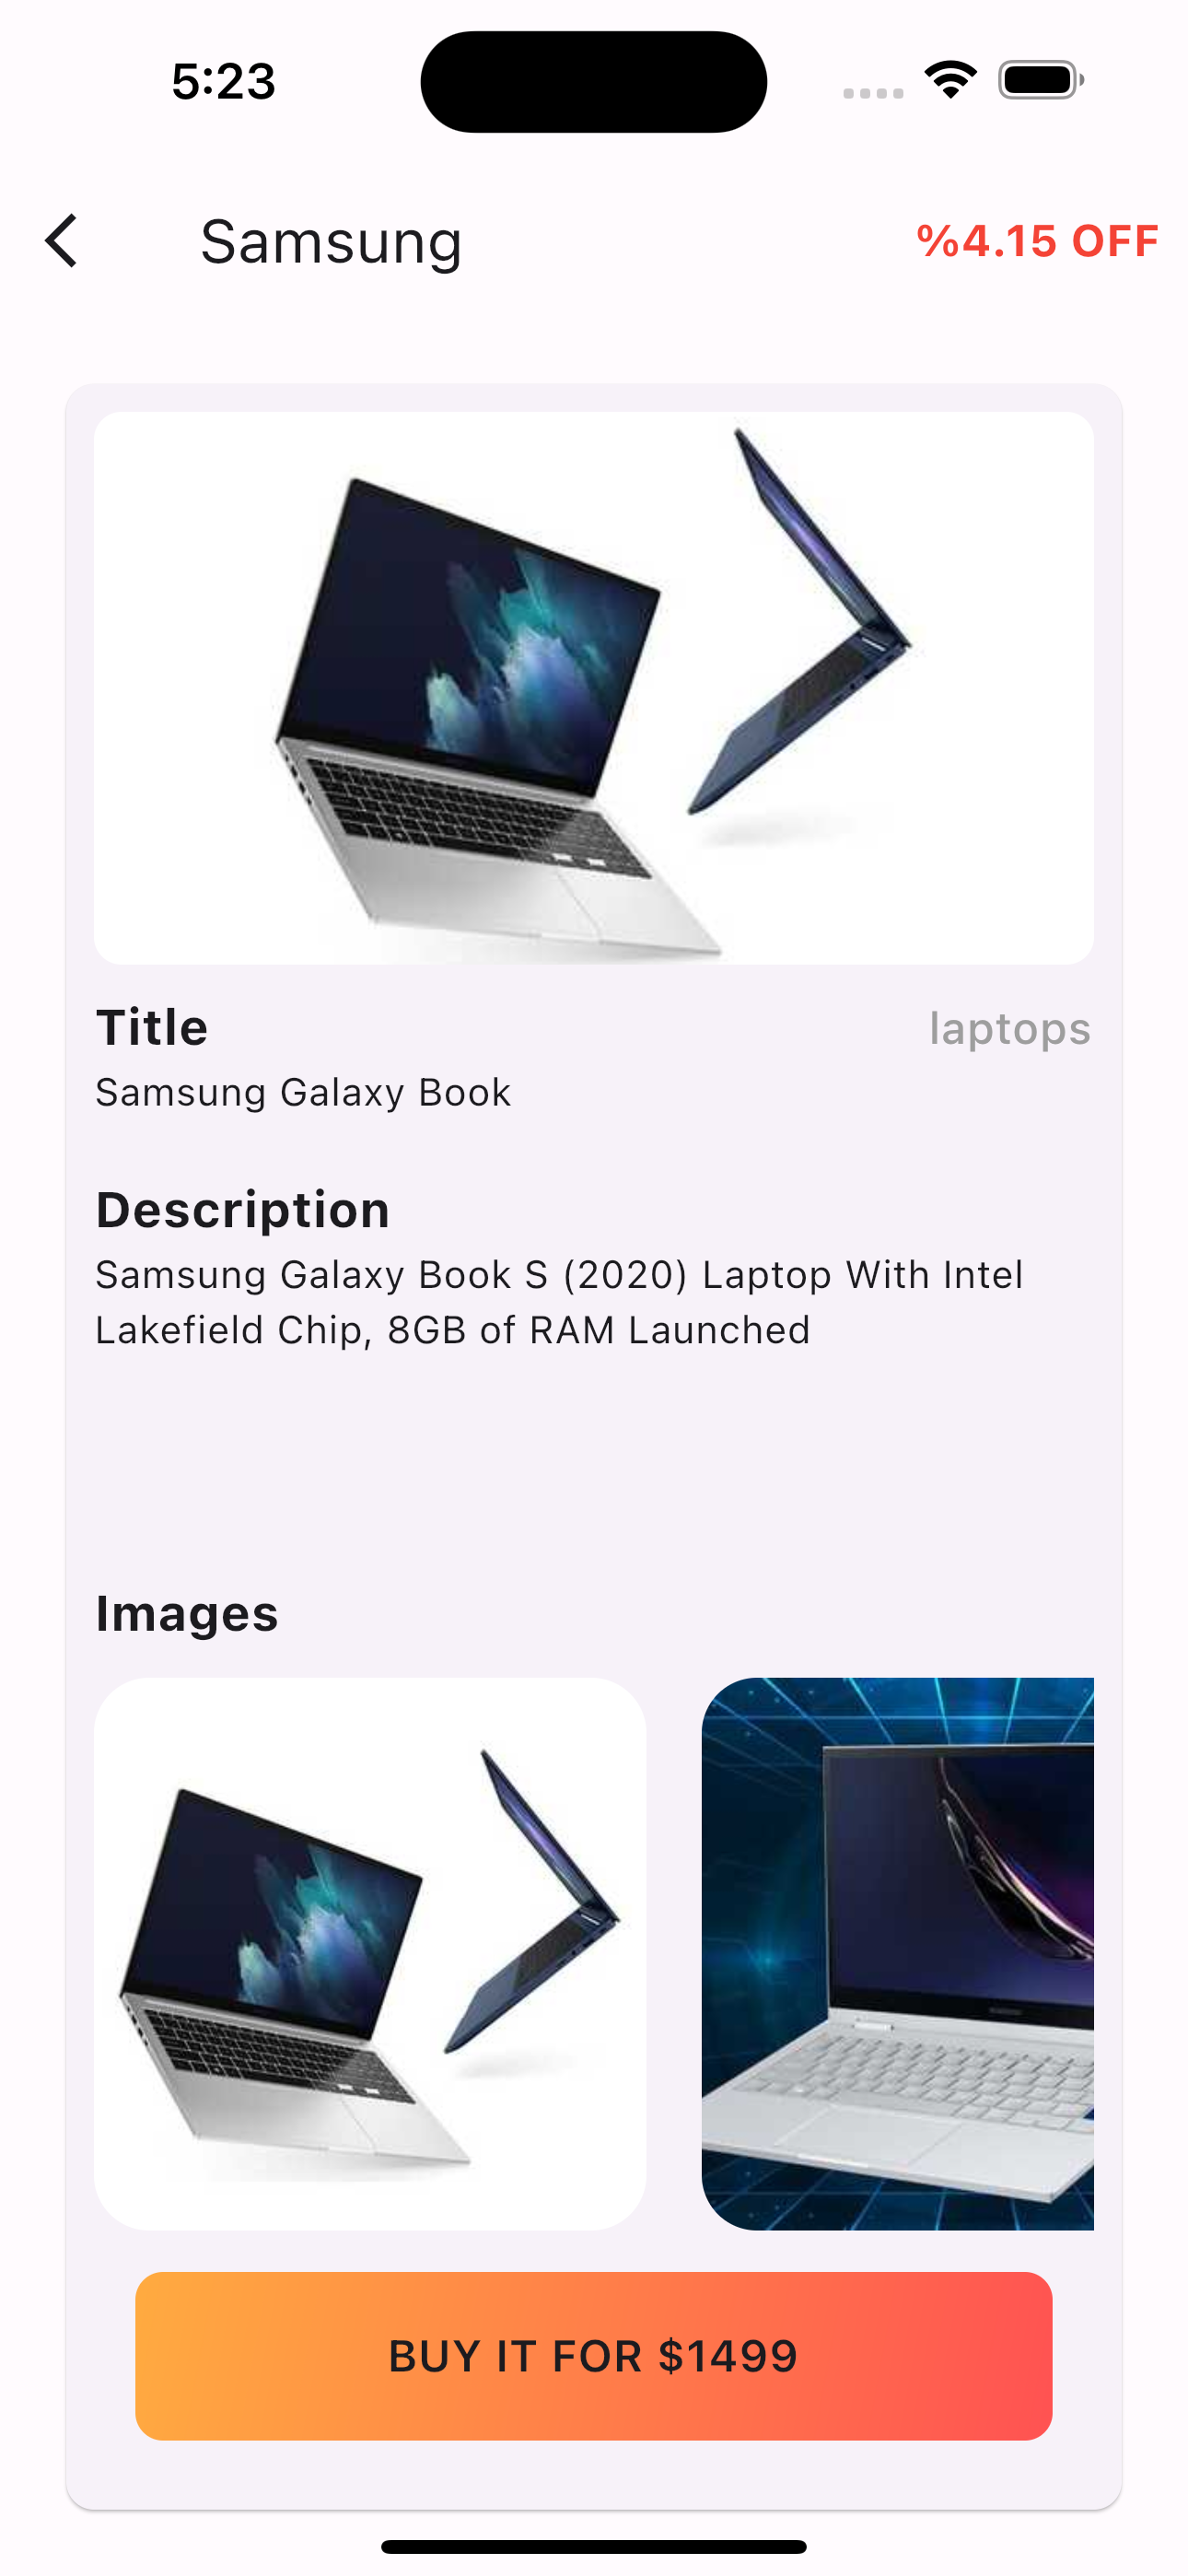 5:23
Samsung
%4.15 OFF
Title
laptops
Samsung Galaxy Book
Description
Samsung Galaxy Book S (2020) Laptop With Intel
Lakefield Chip, 8GB of RAM Launched
Images
BUY IT FOR $1499